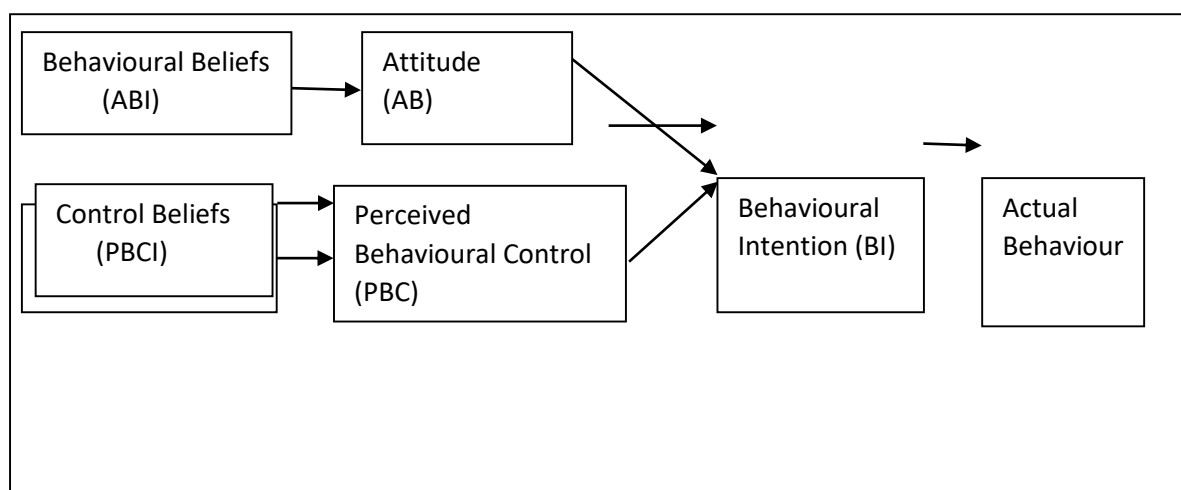 Behavioural Beliefs
(ABI)
Attitude
(AB)
Control Beliefs
(PBCI)
Perceived
Behavioural Control
(PBC)
Behavioural
Intention (BI)
Actual
Behaviour